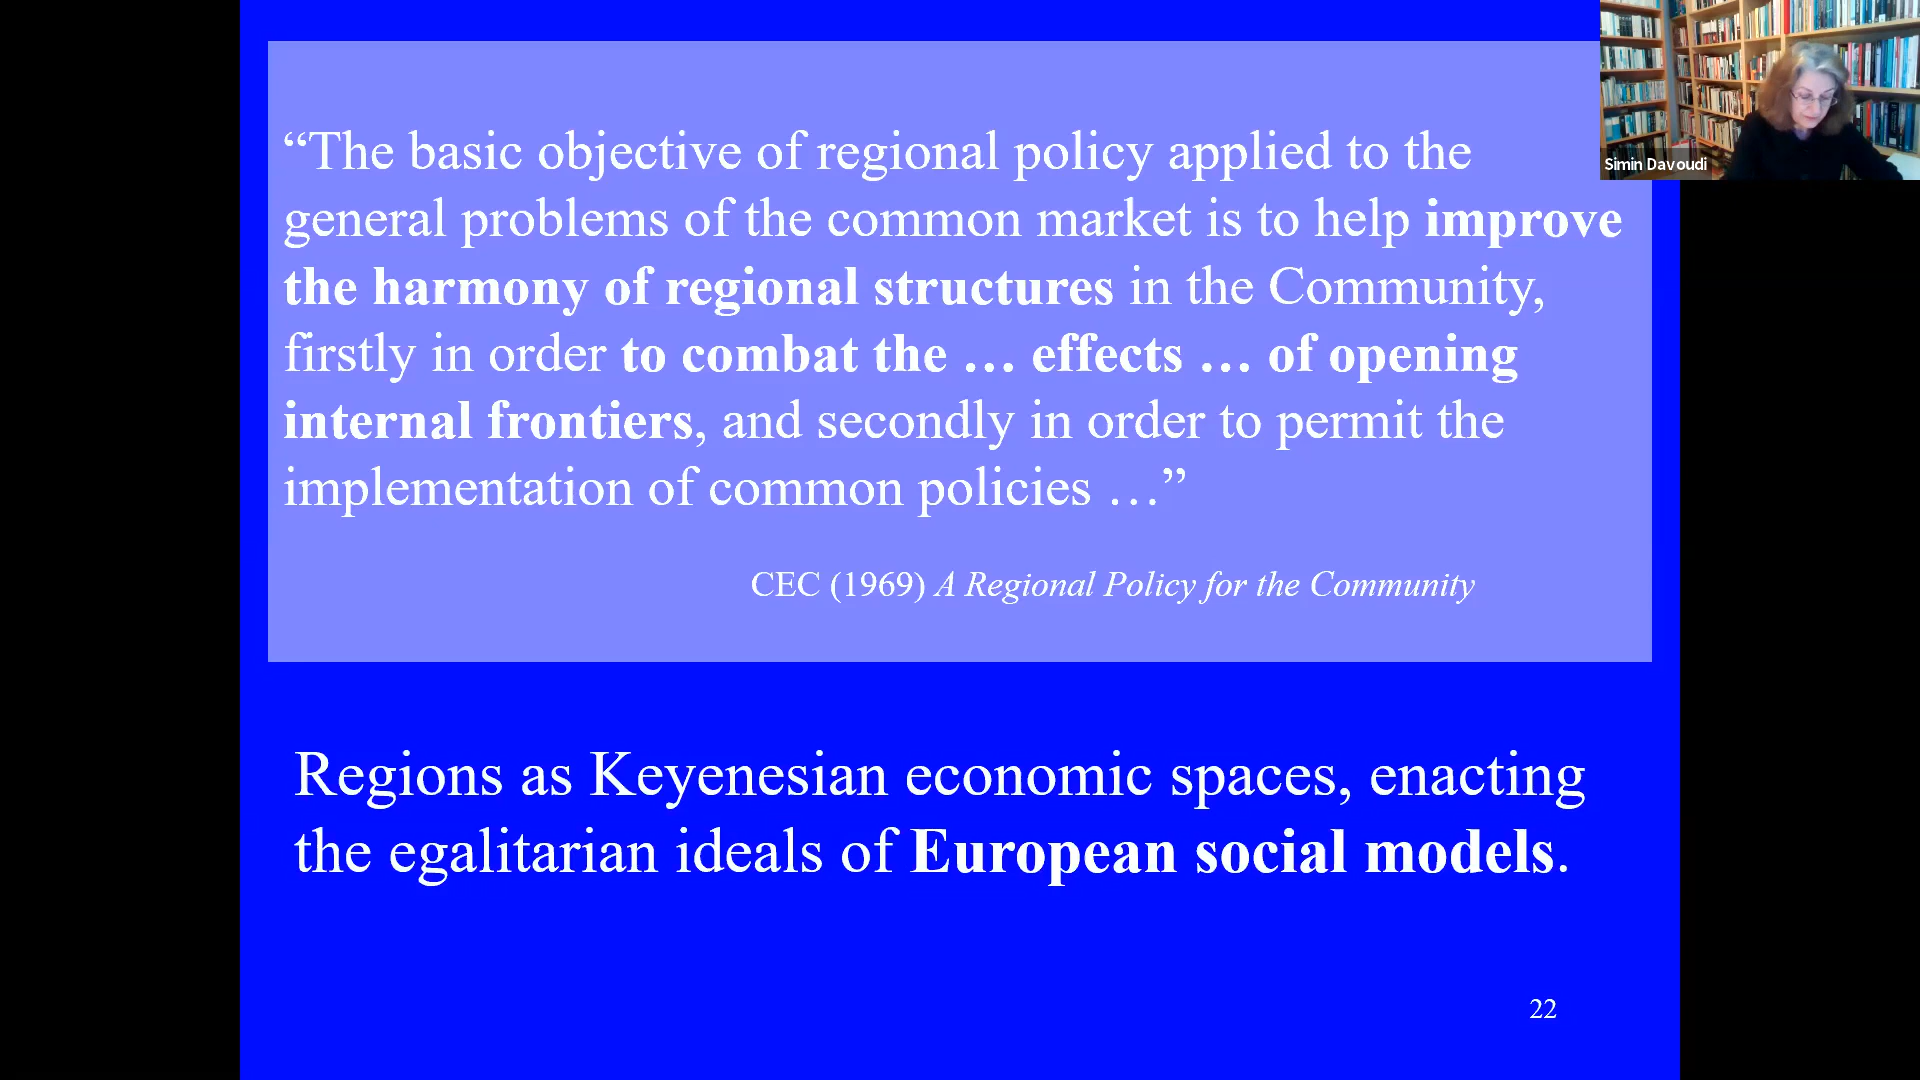 “The basic objective of regional policy applied to the
general problems of the common market is to help improve
the harmony of regional structures in the Community,
firstly in order to combat the … effects … of opening
internal frontiers, and secondly in order to permit the
implementation of common policies …”
CEC (1969) A Regional Policy for the Community
Regions as Keyenesian economic spaces, enacting
the egalitarian ideals of European social models.
22
Simin Davoudi